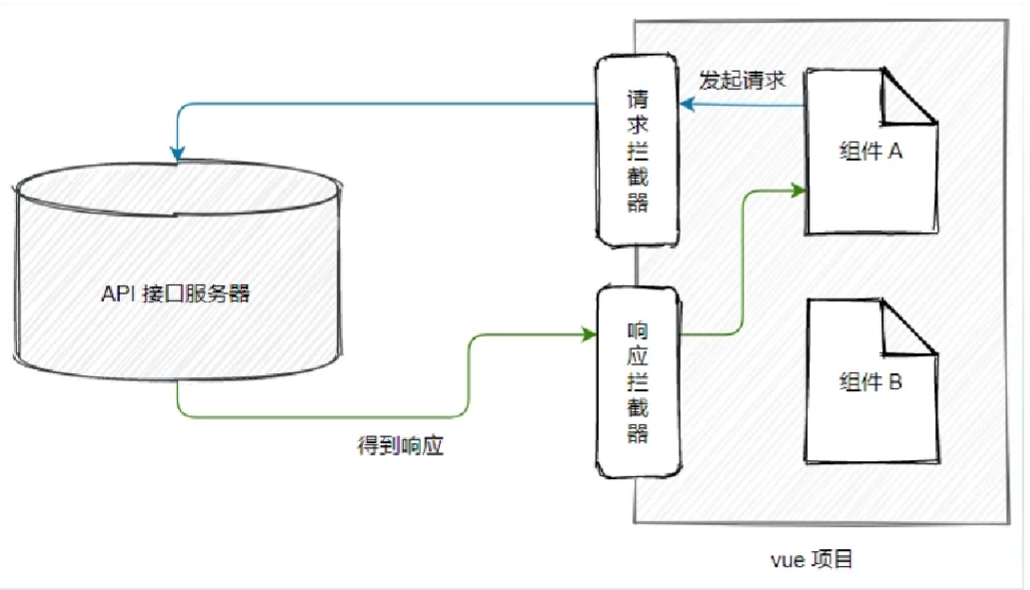 发起请求
请求拦截器
组件 A
API 接口服务器
响应拦截器
组件 B
得到响应
vue 项目